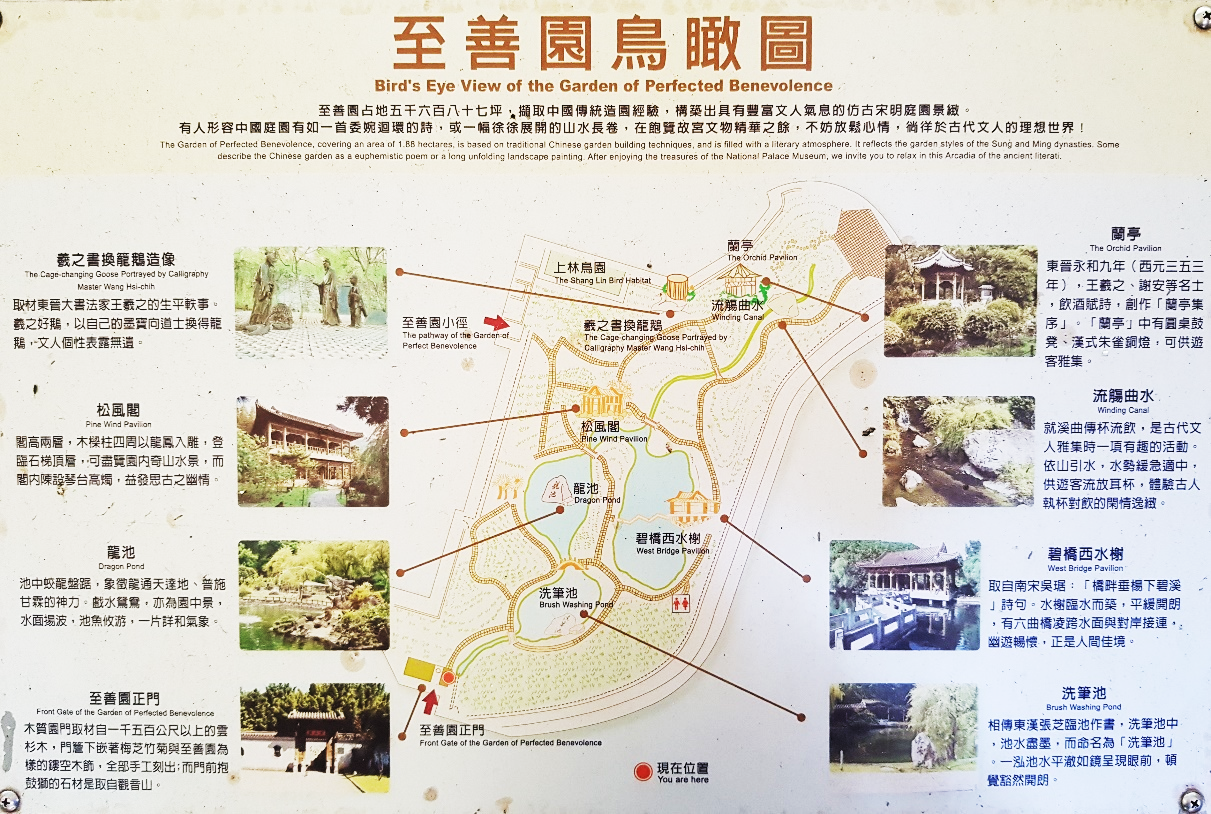 至善園鳥瞰圖
Bird's Eye View of the Garden of Perfected Benevolence
至善園占地五千六百八十七坪，擷取中國傳統造園經驗，構築出具有豐富文人氣息的仿古宋明庭園景緻。
有人形容中國庭園有如一首委婉迴環的詩，或一幅徐徐展開的山水長卷，在飽覽故宮文物精華之餘，不妨放鬆心情，徜徉於古代文人的理想世界！
The Garden of Perfected Benevolence, covering an area of 1.88 hectares, is based on traditional Chinese garden building techniques, and is filled with a literary atmosphere. It reflects the garden styles of the Sung and Ming dynasties. Some
describe the Chinese garden as a euphemistic poem or a long unfolding landscape painting. After enjoying the treasures of the National Palace Museum, we invite you to relax in this Arcadia of the ancient literati.
羲之書換龍鵝造像
The Cage-changing Goose Portrayed by Calligraphy
Master Wang Hsi-chih
取材東晉大書法家王羲之的生平軼事。
羲之好鵝，以自己的墨寶向道士換得龍
鵝，文人個性表露無遺。
松風閣
Pine Wind Pavilion
閣高兩層，木樑柱四周以龍鳳入雕，登
臨石梯頂層，可盡覽園內奇山水景，而
閣內陳設琴台高燭，益發思古之幽情。
龍池
Dragon Pond
池中蛟龍盤踞，象徵龍通天達地、普施
甘霖的神力。戲水鴛鴦，亦為園中景，
水面揚波，池魚攸游，一片詳和氣象。
至善園正門
Front Gate of the Garden of Perfected Benevolence
木質園門取材自一千五百公尺以上的雲
杉木，門簷下嵌著梅芝竹菊與至善園為
樣的鏤空木飾，全部手工刻出；而門前抱
鼓獅的石材是取自觀音山。
上林鳥園
The Shang Lin Bird Habitat
蘭亭
The Orchid Pavilion
流觴曲水
Winding Canal
至善園小徑
The pathway of the Garden of
Perfect Benevolence
羲之書換龍鵝
The Cage-changing Goose Portrayed by
Calligraphy Master Wang Hsi-chih
松風閣
Pine Wind Pavilion
龍池
龍池
Dragon Pond
碧橋西水榭
West Bridge Pavilion
洗筆池
Brush Washing Pond
至善園正門
Front Gate of the Garden of Perfected Benevolence
現在位置
You are here
蘭亭
The Orchid Pavilion
東晉永和九年（西元三五三
年），王羲之、謝安等名士
，飲酒賦詩，創作「蘭亭集
序」。「蘭亭」中有圓桌鼓
凳、漢式朱雀銅燈，可供遊
客雅集。
流觴曲水
Winding Canal
就溪曲傳杯流飲，是古代文
人雅集時一項有趣的活動。
依山引水，水勢緩急適中，
供遊客流放耳杯，體驗古人
執杯對飲的閑情逸緻。
碧橋西水榭
West Bridge Pavilion
取自南宋吳琚：「橋畔垂楊下碧溪
」詩句。水榭臨水而築，平緩開朗
，有六曲橋凌跨水面與對岸接連，
幽遊暢懷，正是人間佳境。
洗筆池
Brush Washing Pond
相傳東漢張芝臨池作書，洗筆池中
，池水盡墨，而命名為「洗筆池」
。一泓池水平澈如鏡呈現眼前，頓
覺豁然開朗。